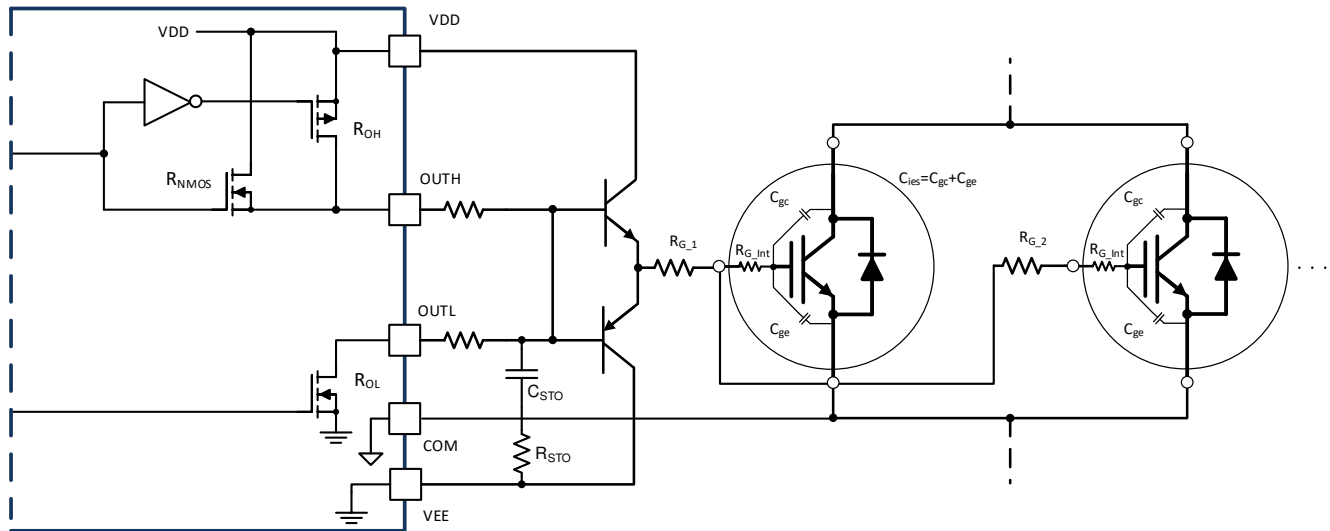 VDD
VDD
R_OH
R_NMOS
OUTH
C_gc
C_ies=C_gc+C_ge
C_gc
R_G_1
R_G_Int
R_G_2
R_G_Int
. . .
OUTL
C_ge
C_ge
R_OL
C_STO
COM
R_STO
VEE